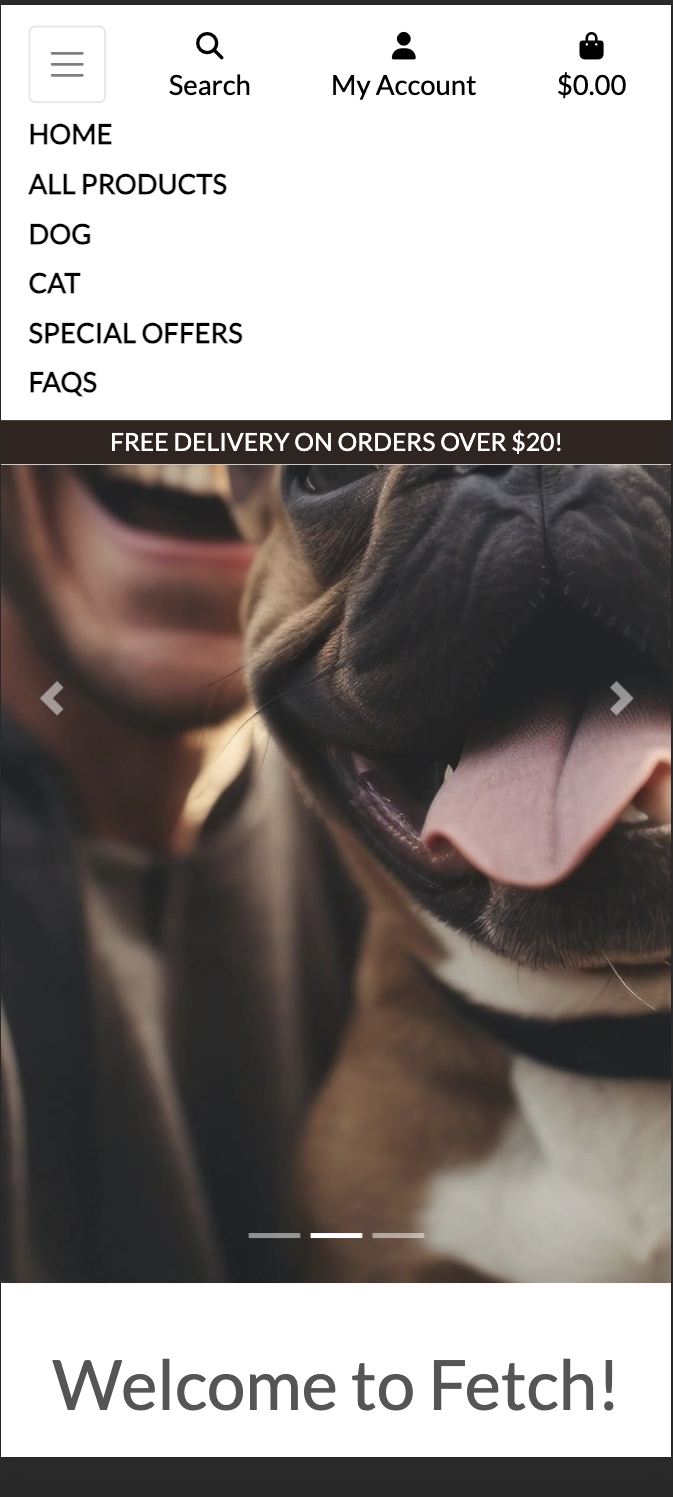 Search
My Account
$0.00
HOME
ALL PRODUCTS
DOG
CAT
SPECIAL OFFERS
FAQS
FREE DELIVERY ON ORDERS OVER $20!
Welcome to Fetch!